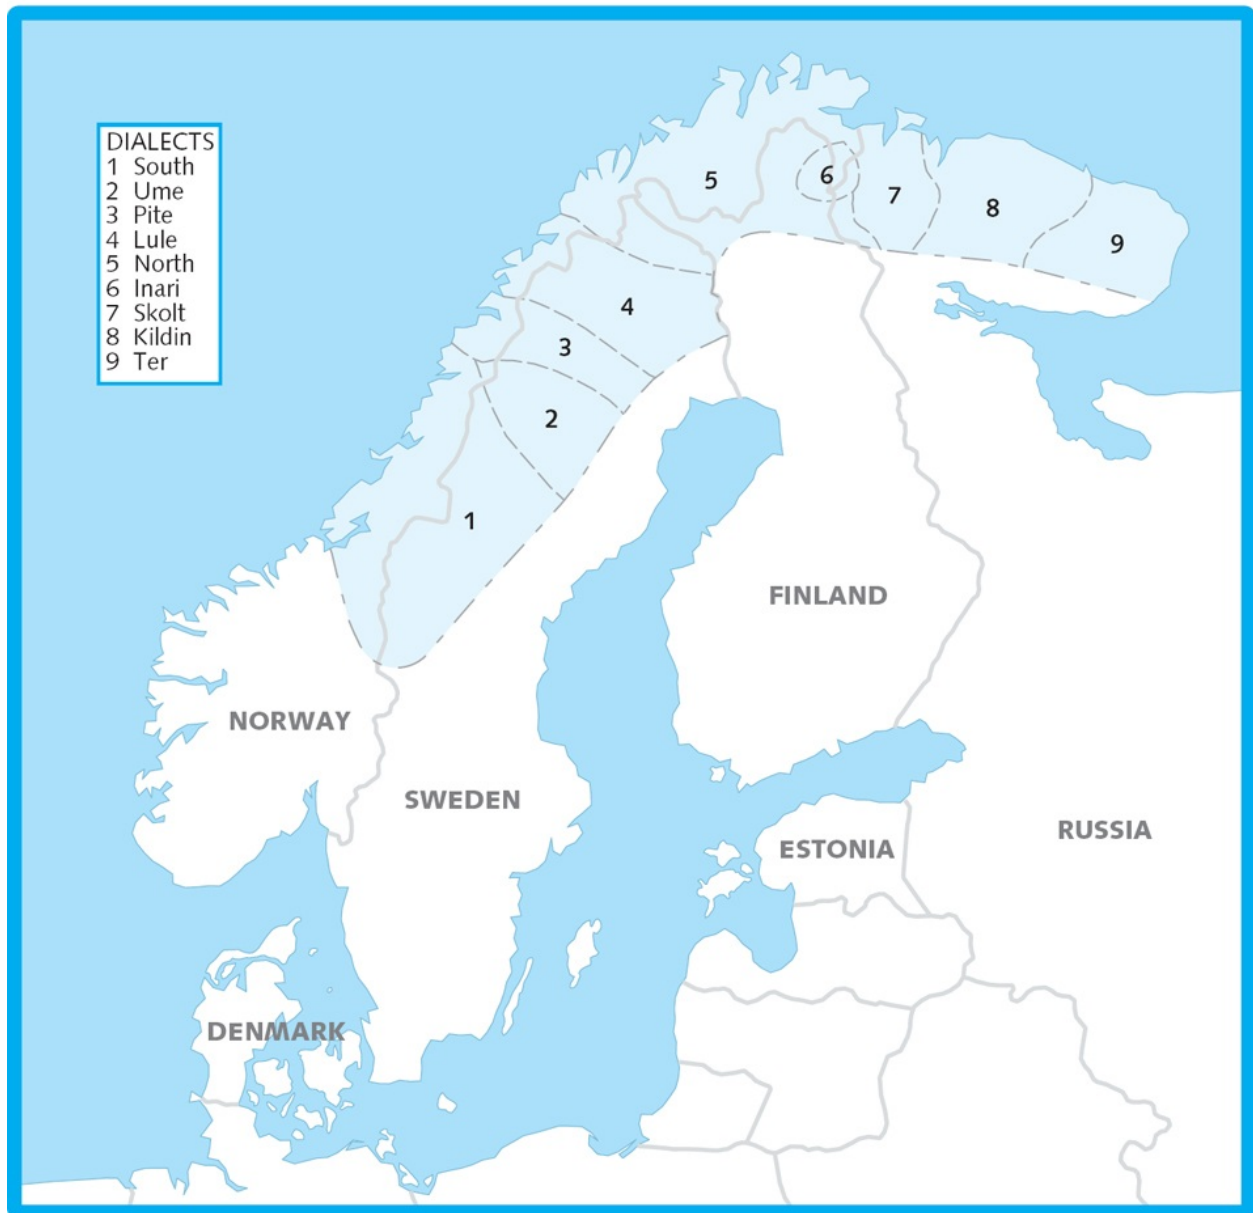 DIALECTS
1 South
2 Ume
3 Pite
4 Lule
5 North
6 Inari
7 Skolt
8 Kildin
9 Ter
5
6
7
8
9
4
3
2
1
FINLAND
NORWAY
SWEDEN
ESTONIA
RUSSIA
DENMARK